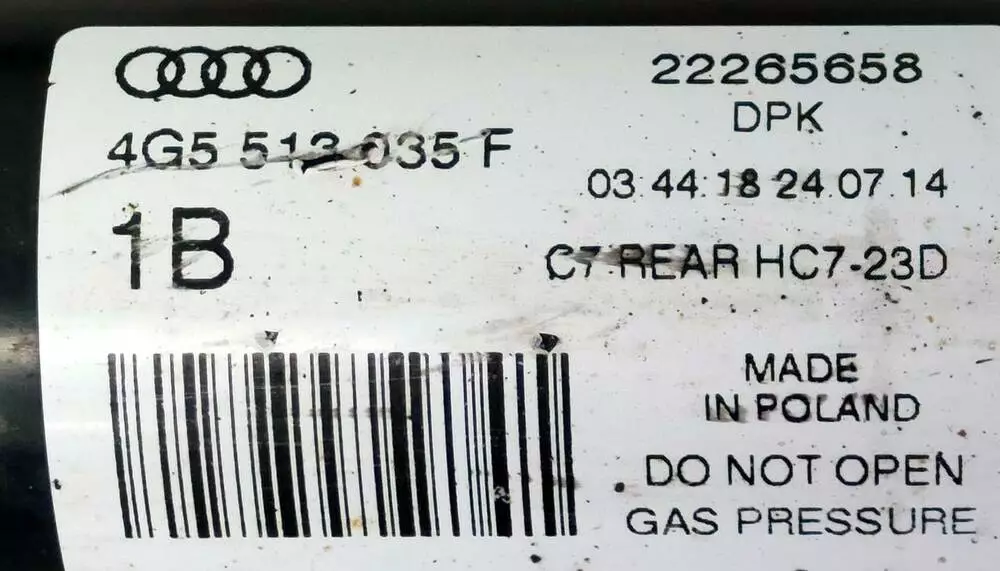 4G5 513 035 F
1B
22265658
DPK
03 44 18 24 07 14
C7 REAR HC7-23D
MADE
IN POLAND
DO NOT OPEN
GAS PRESSURE